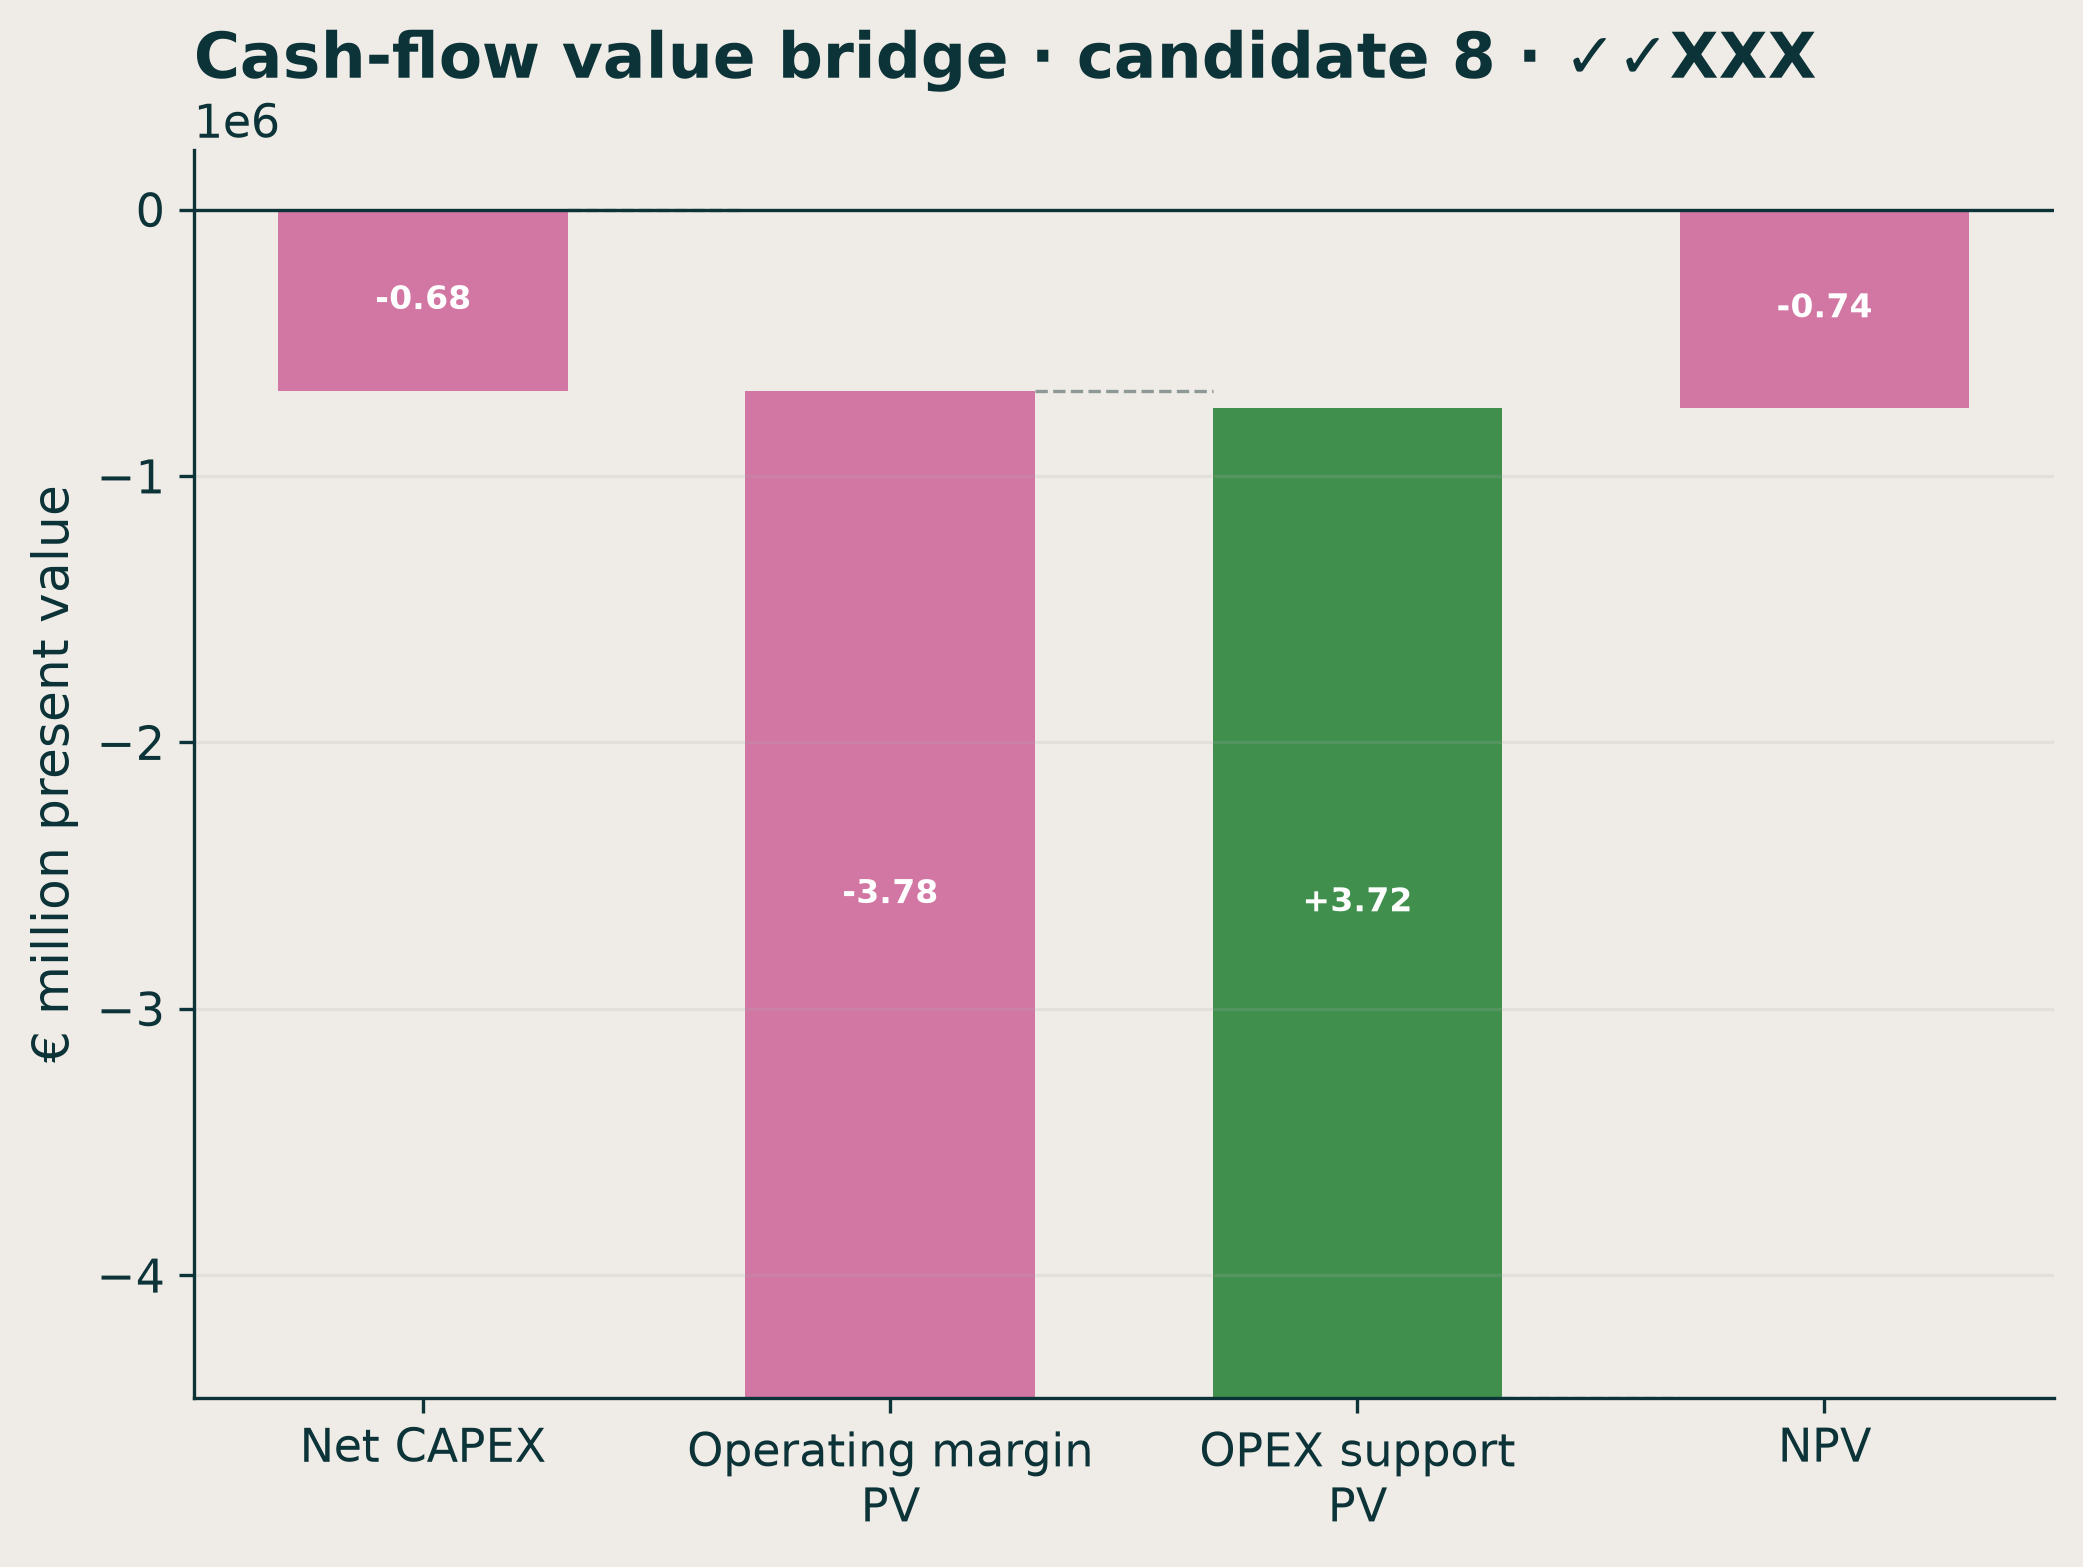 Cash-flow value bridge · candidate 8 · ✓✓XXX
1e6
0
−1
−2
−3
−4
€ million present value
-0.68
-3.78
+3.72
-0.74
Net CAPEX
Operating margin
PV
OPEX support
PV
NPV